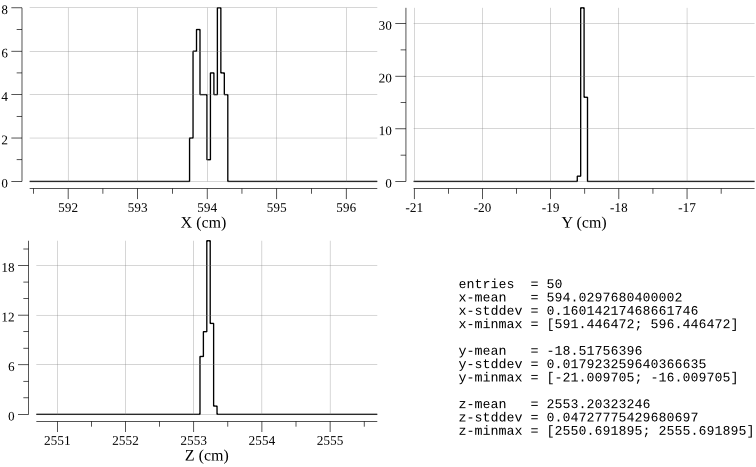 8
6
4
2
0
592 593 594 595 596
X (cm)
30
20
10
0
-21 -20 -19 -18 -17
Y (cm)
18
12
6
0
2551 2552 2553 2554 2555
Z (cm)
entries = 50
x-mean = 594.0297680400002
x-stddev = 0.16014217468661746
x-minmax = [591.446472; 596.446472]
y-mean = -18.51756396
y-stddev = 0.017923259640366635
y-minmax = [-21.009705; -16.009705]
z-mean = 2553.20323246
z-stddev = 0.04727775429680697
z-minmax = [2550.691895; 2555.691895]